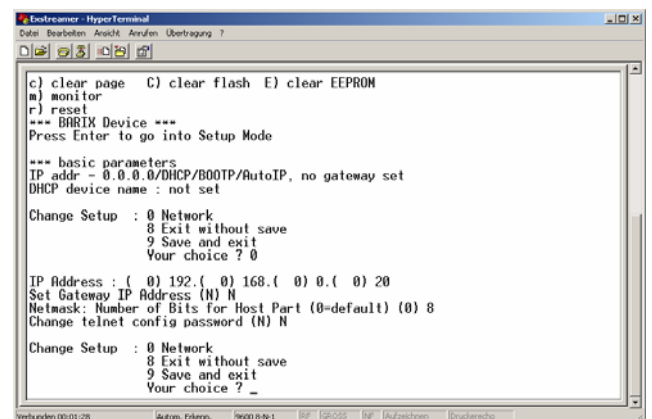 Exstreamer - HyperTerminal
Datei Bearbeiten Ansicht Anrufen Übertragung ?
c) clear page C) clear flash E) clear EEPROM
m) monitor
r) reset
*** BARIX Device ***
Press Enter to go into Setup Mode
*** basic parameters
IP addr - 0.0.0.0/DHCP/BOOTP/AutoIP, no gateway set
DHCP device name : not set
Change Setup : 0 Network
8 Exit without save
9 Save and exit
Your choice ? 0
IP Address : ( 0) 192.( 0) 168.( 0) 0.( 0) 20
Set Gateway IP Address (N) N
Netmask: Number of Bits for Host Part (0=default) (0) 8
Change telnet config password (N) N
Change Setup : 0 Network
8 Exit without save
9 Save and exit
Your choice ? _
Verbunden 00:01:28 Autom. Erkenn. 9600 8-N-1 RF GROSS NF Aufzeichnen Druckerecho